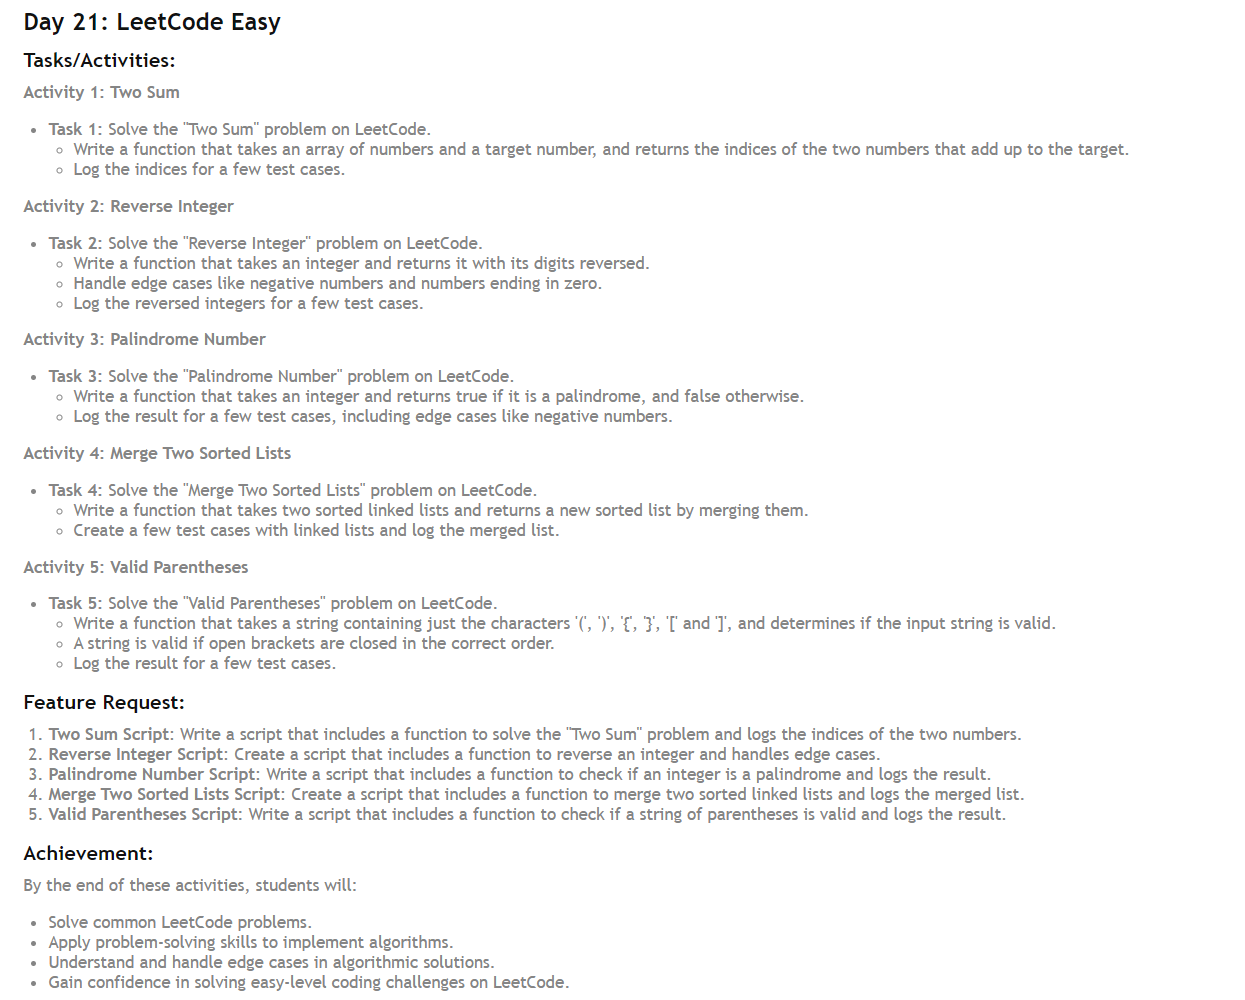 Day 21: LeetCode Easy
Tasks/Activities:
Activity 1: Two Sum
• Task 1: Solve the "Two Sum" problem on LeetCode.
◦ Write a function that takes an array of numbers and a target number, and returns the indices of the two numbers that add up to the target.
◦ Log the indices for a few test cases.
Activity 2: Reverse Integer
• Task 2: Solve the "Reverse Integer" problem on LeetCode.
◦ Write a function that takes an integer and returns it with its digits reversed.
◦ Handle edge cases like negative numbers and numbers ending in zero.
◦ Log the reversed integers for a few test cases.
Activity 3: Palindrome Number
• Task 3: Solve the "Palindrome Number" problem on LeetCode.
◦ Write a function that takes an integer and returns true if it is a palindrome, and false otherwise.
◦ Log the result for a few test cases, including edge cases like negative numbers.
Activity 4: Merge Two Sorted Lists
• Task 4: Solve the "Merge Two Sorted Lists" problem on LeetCode.
◦ Write a function that takes two sorted linked lists and returns a new sorted list by merging them.
◦ Create a few test cases with linked lists and log the merged list.
Activity 5: Valid Parentheses
• Task 5: Solve the "Valid Parentheses" problem on LeetCode.
◦ Write a function that takes a string containing just the characters '(', ')', '{', '}', '[' and ']', and determines if the input string is valid.
◦ A string is valid if open brackets are closed in the correct order.
◦ Log the result for a few test cases.
Feature Request:
1. Two Sum Script: Write a script that includes a function to solve the "Two Sum" problem and logs the indices of the two numbers.
2. Reverse Integer Script: Create a script that includes a function to reverse an integer and handles edge cases.
3. Palindrome Number Script: Write a script that includes a function to check if an integer is a palindrome and logs the result.
4. Merge Two Sorted Lists Script: Create a script that includes a function to merge two sorted linked lists and logs the merged list.
5. Valid Parentheses Script: Write a script that includes a function to check if a string of parentheses is valid and logs the result.
Achievement:
By the end of these activities, students will:
• Solve common LeetCode problems.
• Apply problem-solving skills to implement algorithms.
• Understand and handle edge cases in algorithmic solutions.
• Gain confidence in solving easy-level coding challenges on LeetCode.